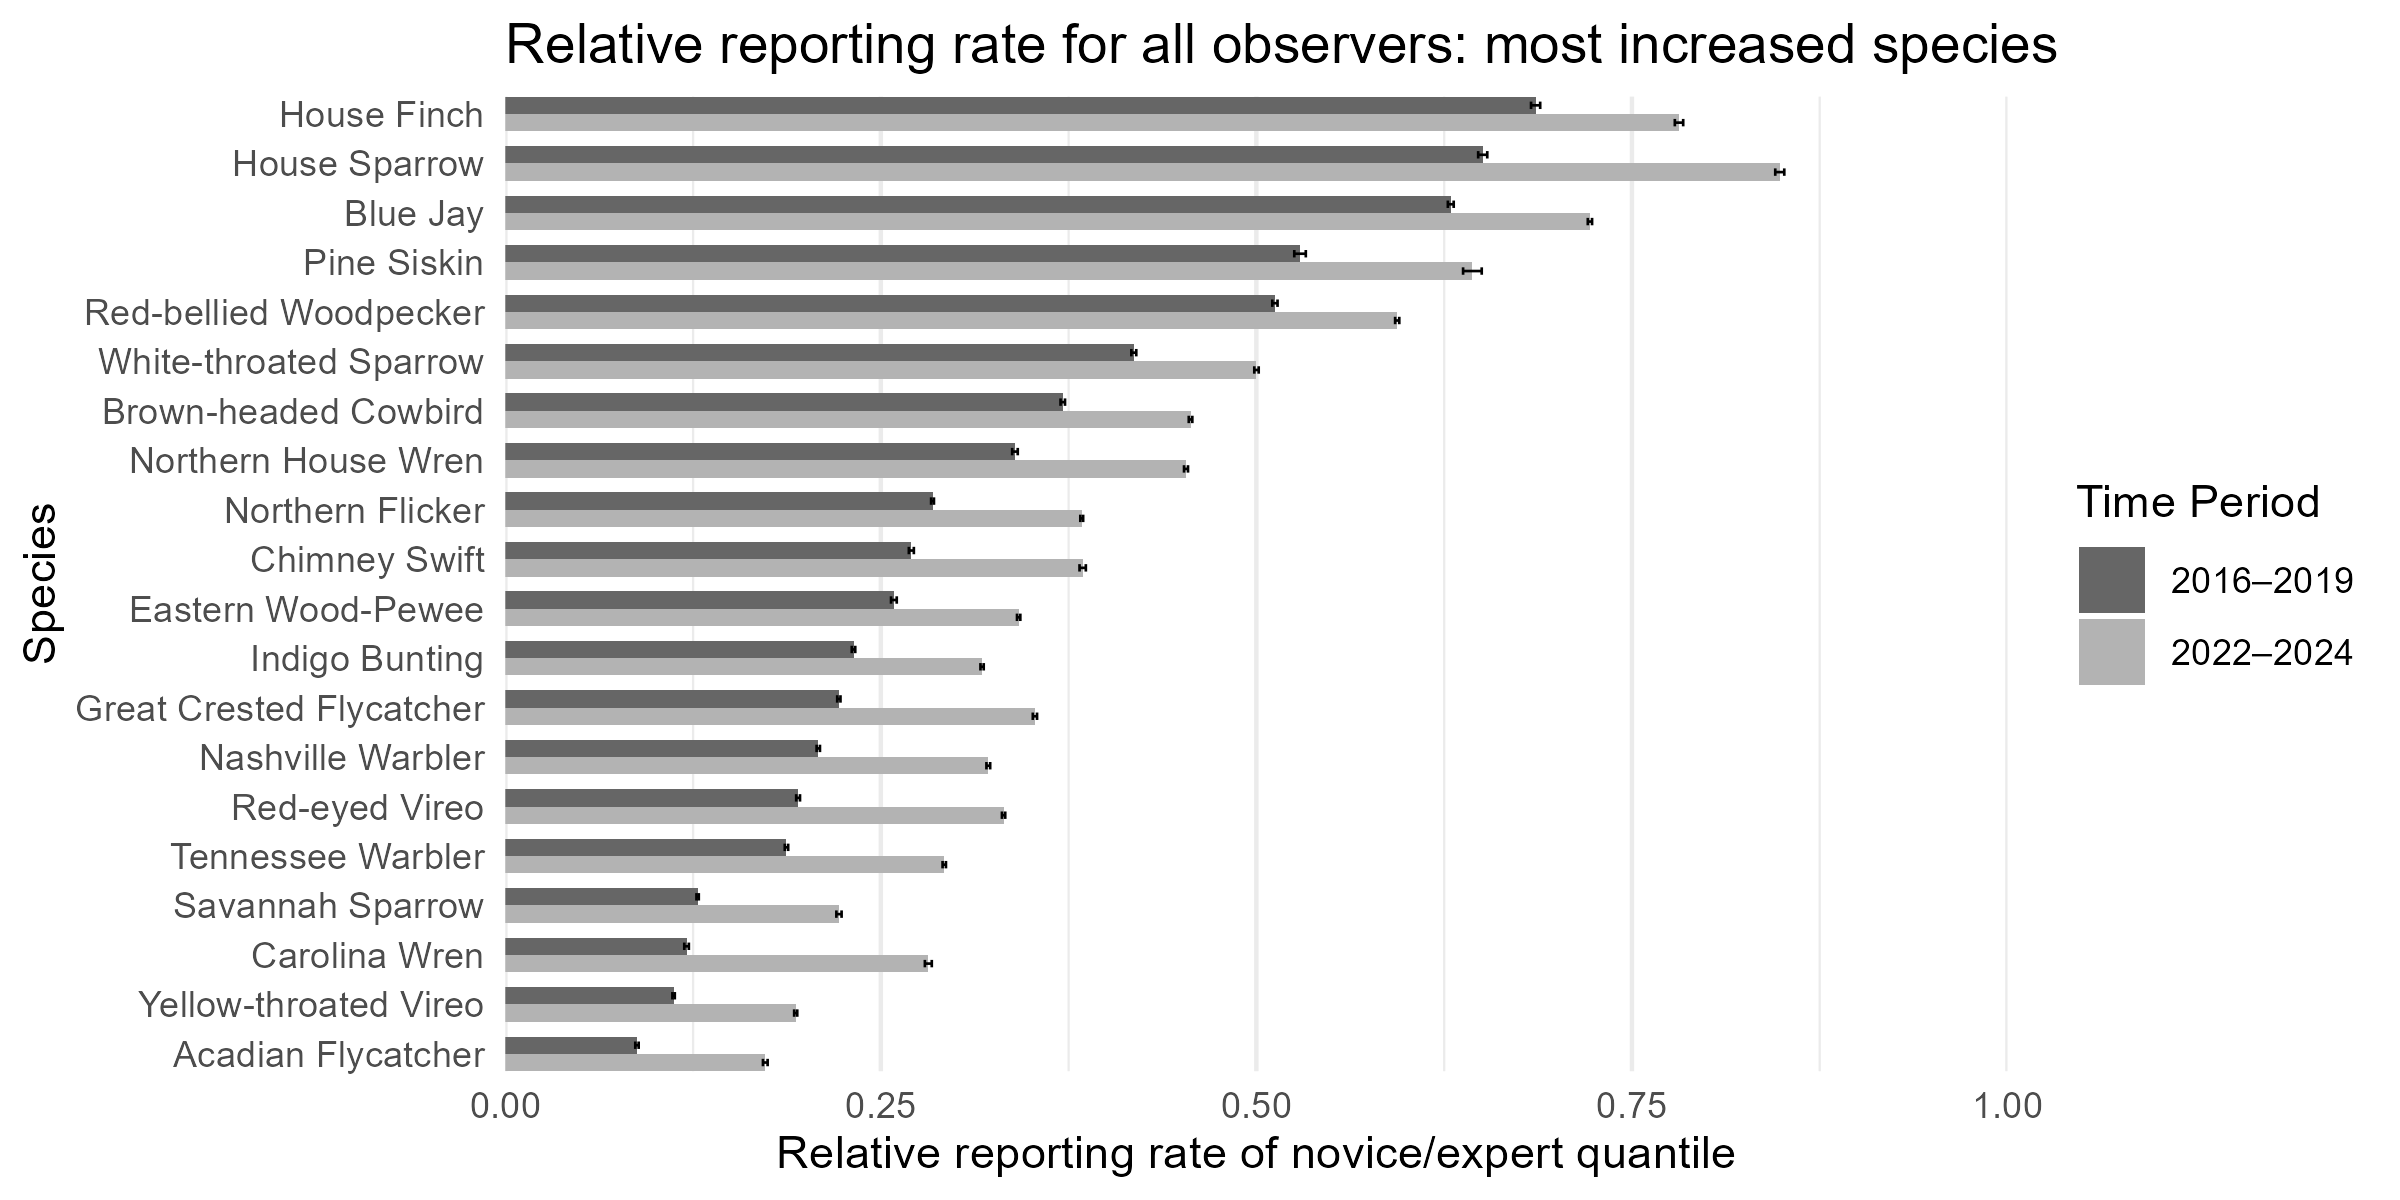 Relative reporting rate for all observers: most increased species
House Finch
House Sparrow
Blue Jay
Pine Siskin
Red-bellied Woodpecker
White-throated Sparrow
Brown-headed Cowbird
Northern House Wren
Northern Flicker
Chimney Swift
Eastern Wood-Pewee
Indigo Bunting
Great Crested Flycatcher
Nashville Warbler
Red-eyed Vireo
Tennessee Warbler
Savannah Sparrow
Carolina Wren
Yellow-throated Vireo
Acadian Flycatcher
Species
0.00 0.25 0.50 0.75 1.00
Relative reporting rate of novice/expert quantile
Time Period
2016–2019
2022–2024